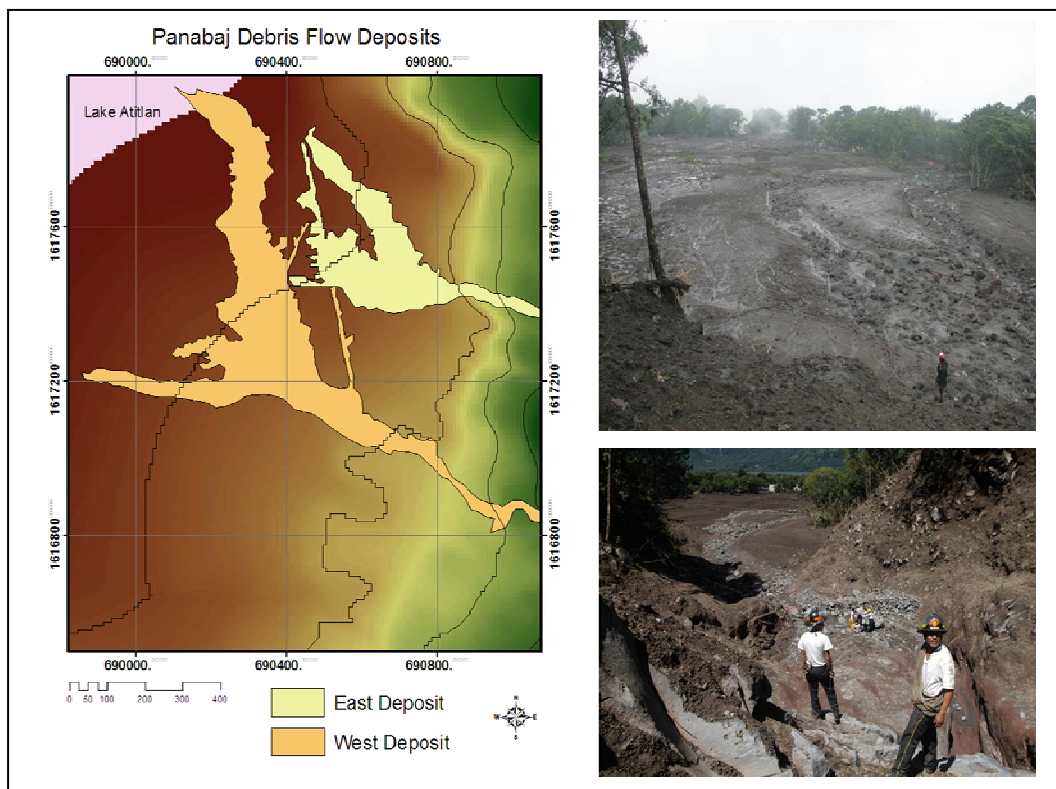 Panabaj Debris Flow Deposits
690000.
690400.
690800.
Lake Atitlan
1617600
1617600
1617200
1617200
1616800
1616800
690000.
690400.
690800.
0 50 100 200 300 400
East Deposit
West Deposit
N
W E
S